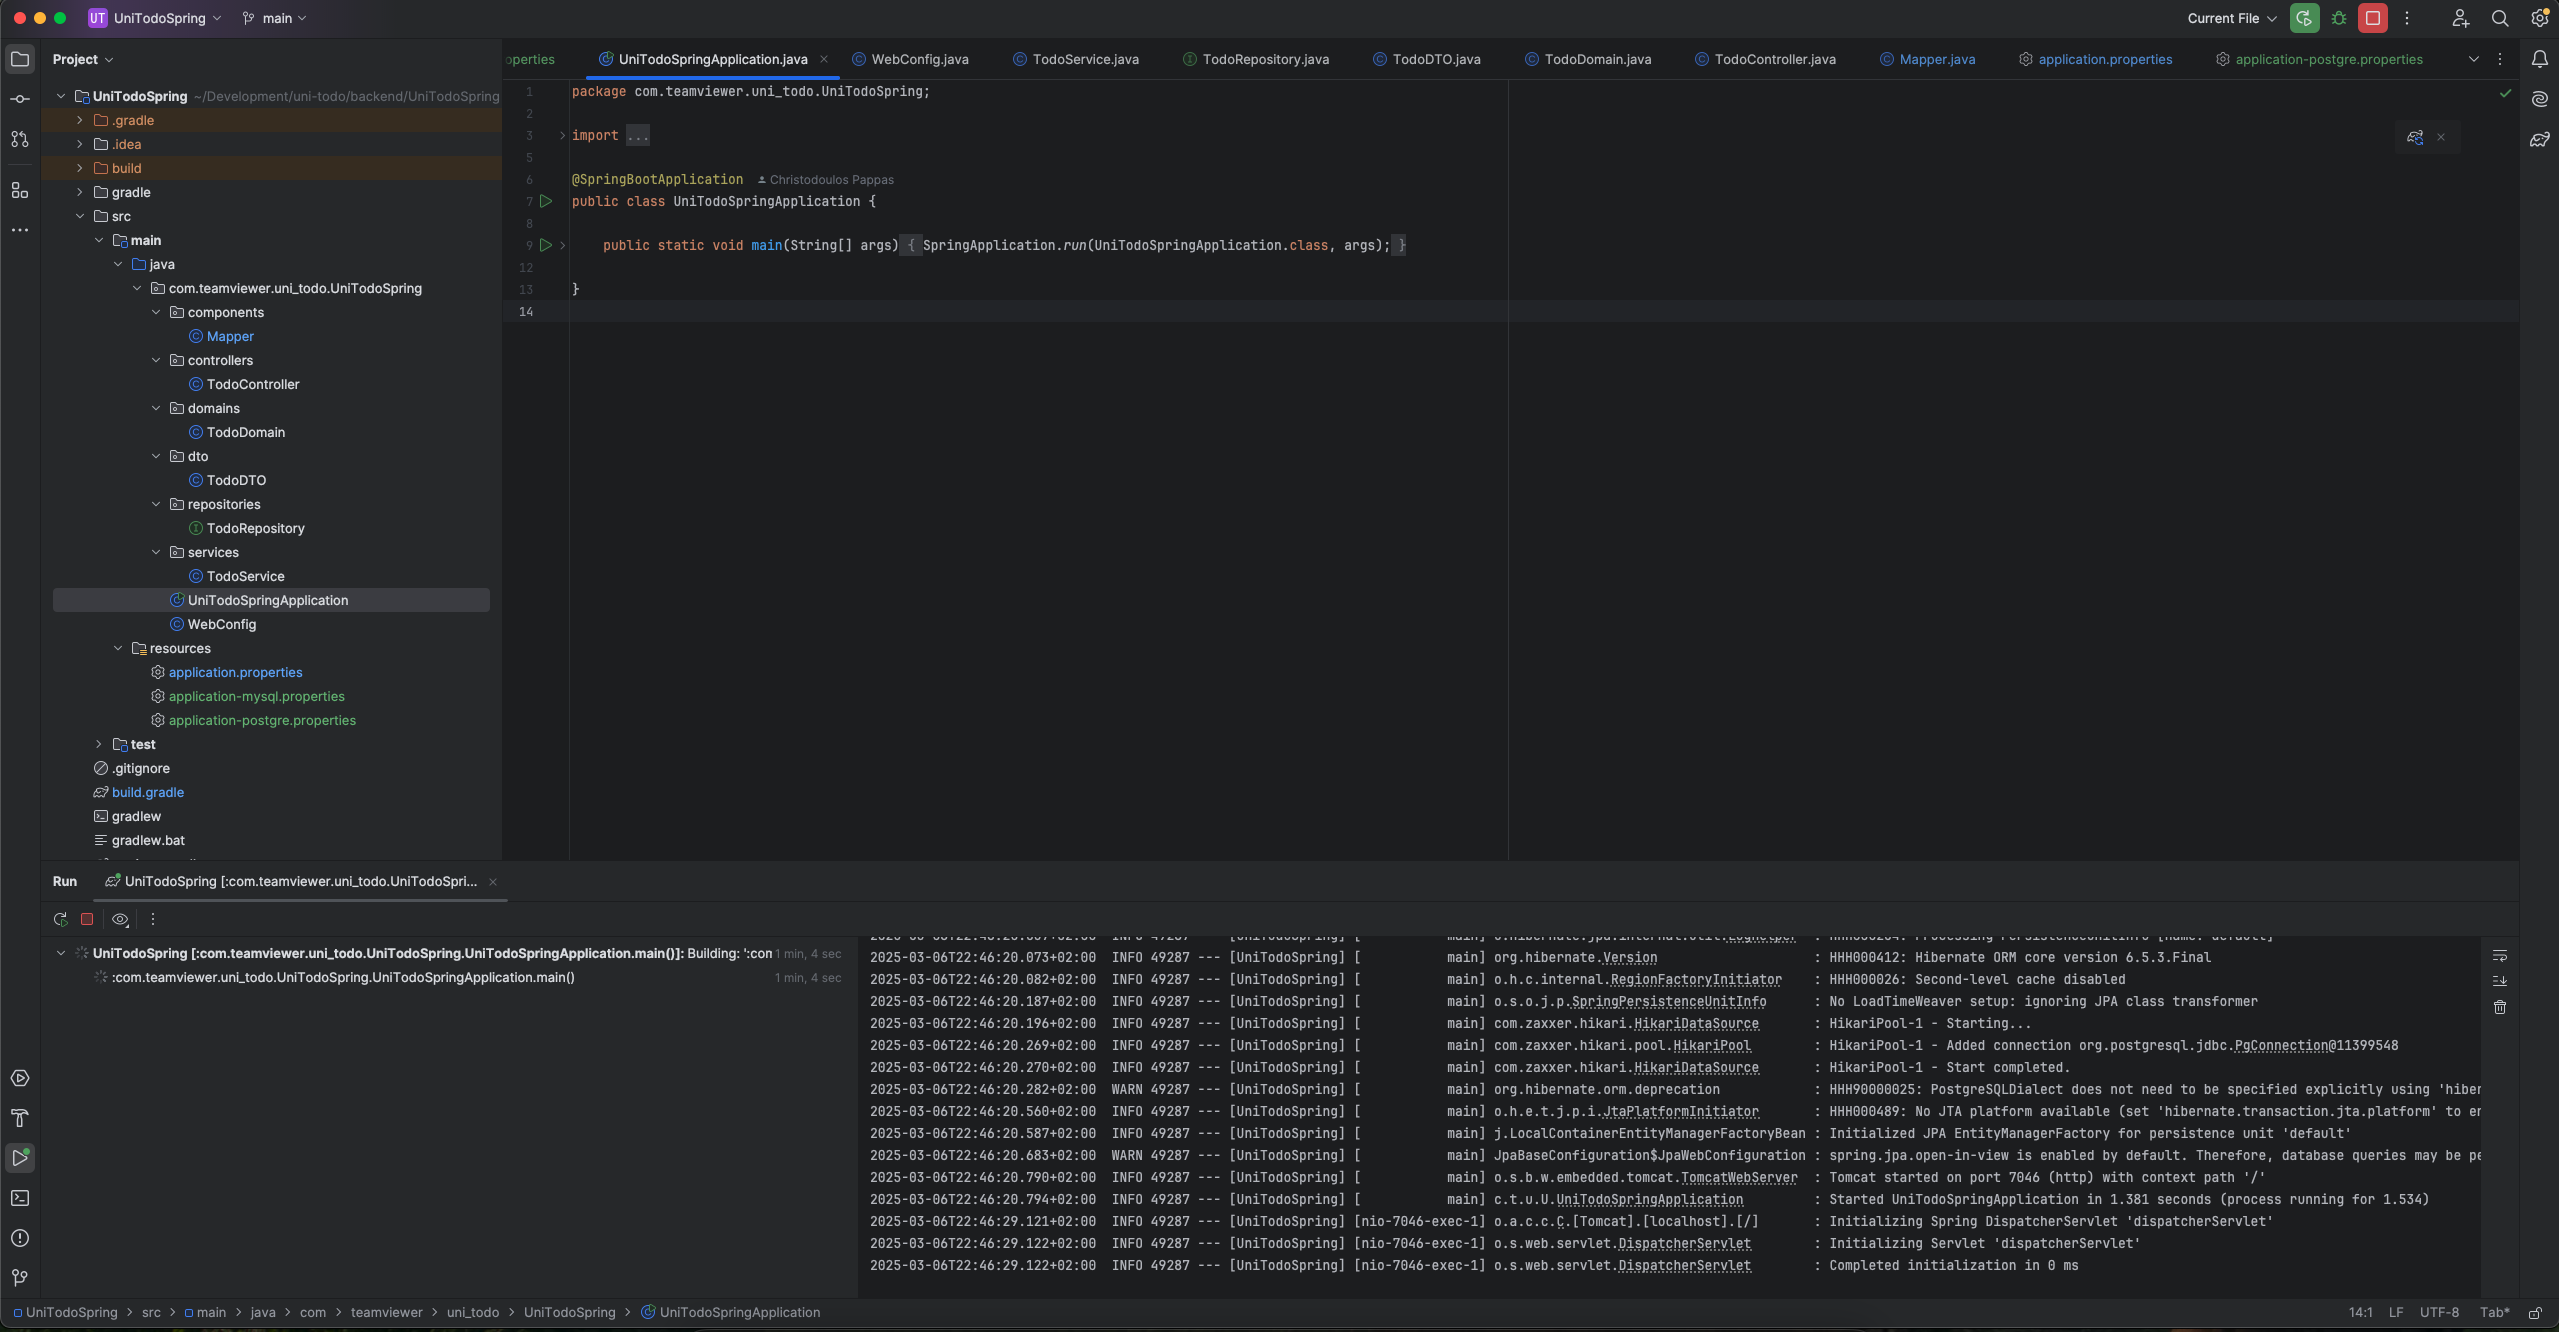 UT UniTodoSpring main
Current File
Project
UniTodoSpring ~/Development/uni-todo/backend/UniTodoSpring
.gradle
.idea
build
gradle
src
main
java
com.teamviewer.uni_todo.UniTodoSpring
components
Mapper
controllers
TodoController
domains
TodoDomain
dto
TodoDTO
repositories
TodoRepository
services
TodoService
UniTodoSpringApplication
WebConfig
resources
application.properties
application-mysql.properties
application-postgre.properties
test
.gitignore
build.gradle
gradlew
gradlew.bat
operties UniTodoSpringApplication.java WebConfig.java TodoService.java TodoRepository.java TodoDTO.java TodoDomain.java TodoController.java Mapper.java application.properties application-postgre.properties
1 package com.teamviewer.uni_todo.UniTodoSpring;
2
3 import ...
5
6 @SpringBootApplication Christodoulos Pappas
7 public class UniTodoSpringApplication {
8
9 public static void main(String[] args) { SpringApplication.run(UniTodoSpringApplication.class, args); }
12
13 }
14
Run UniTodoSpring [:com.teamviewer.uni_todo.UniTodoSpri...
UniTodoSpring [:com.teamviewer.uni_todo.UniTodoSpring.UniTodoSpringApplication.main()]: Building ':com 1 min, 4 sec
:com.teamviewer.uni_todo.UniTodoSpring.UniTodoSpringApplication.main() 1 min, 4 sec
2025-03-06T22:46:20.073+02:00 INFO 49287 --- [UniTodoSpring] [ main] org.hibernate.Version : HHH000412: Hibernate ORM core version 6.5.3.Final
2025-03-06T22:46:20.082+02:00 INFO 49287 --- [UniTodoSpring] [ main] o.h.c.internal.RegionFactoryInitiator : HHH000026: Second-level cache disabled
2025-03-06T22:46:20.187+02:00 INFO 49287 --- [UniTodoSpring] [ main] o.s.o.j.p.SpringPersistenceUnitInfo : No LoadTimeWeaver setup: ignoring JPA class transformer
2025-03-06T22:46:20.196+02:00 INFO 49287 --- [UniTodoSpring] [ main] com.zaxxer.hikari.HikariDataSource : HikariPool-1 - Starting...
2025-03-06T22:46:20.269+02:00 INFO 49287 --- [UniTodoSpring] [ main] com.zaxxer.hikari.pool.HikariPool : HikariPool-1 - Added connection org.postgresql.jdbc.PgConnection@11399548
2025-03-06T22:46:20.270+02:00 INFO 49287 --- [UniTodoSpring] [ main] com.zaxxer.hikari.HikariDataSource : HikariPool-1 - Start completed.
2025-03-06T22:46:20.282+02:00 WARN 49287 --- [UniTodoSpring] [ main] org.hibernate.orm.deprecation : HHH90000025: PostgreSQLDialect does not need to be specified explicitly using 'hiber
2025-03-06T22:46:20.560+02:00 INFO 49287 --- [UniTodoSpring] [ main] o.h.e.t.j.p.i.JtaPlatformInitiator : HHH000489: No JTA platform available (set 'hibernate.transaction.jta.platform' to en
2025-03-06T22:46:20.587+02:00 INFO 49287 --- [UniTodoSpring] [ main] j.LocalContainerEntityManagerFactoryBean : Initialized JPA EntityManagerFactory for persistence unit 'default'
2025-03-06T22:46:20.683+02:00 WARN 49287 --- [UniTodoSpring] [ main] JpaBaseConfiguration$JpaWebConfiguration : spring.jpa.open-in-view is enabled by default. Therefore, database queries may be pe
2025-03-06T22:46:20.790+02:00 INFO 49287 --- [UniTodoSpring] [ main] o.s.b.w.embedded.tomcat.TomcatWebServer : Tomcat started on port 7046 (http) with context path '/'
2025-03-06T22:46:20.794+02:00 INFO 49287 --- [UniTodoSpring] [ main] c.t.u.U.UniTodoSpringApplication : Started UniTodoSpringApplication in 1.381 seconds (process running for 1.534)
2025-03-06T22:46:29.121+02:00 INFO 49287 --- [UniTodoSpring] [nio-7046-exec-1] o.a.c.c.C.[Tomcat].[localhost].[/] : Initializing Spring DispatcherServlet 'dispatcherServlet'
2025-03-06T22:46:29.122+02:00 INFO 49287 --- [UniTodoSpring] [nio-7046-exec-1] o.s.web.servlet.DispatcherServlet : Initializing Servlet 'dispatcherServlet'
2025-03-06T22:46:29.122+02:00 INFO 49287 --- [UniTodoSpring] [nio-7046-exec-1] o.s.web.servlet.DispatcherServlet : Completed initialization in 0 ms
UniTodoSpring > src > main > java > com > teamviewer > uni_todo > UniTodoSpring > UniTodoSpringApplication
14:1 LF UTF-8 Tab*